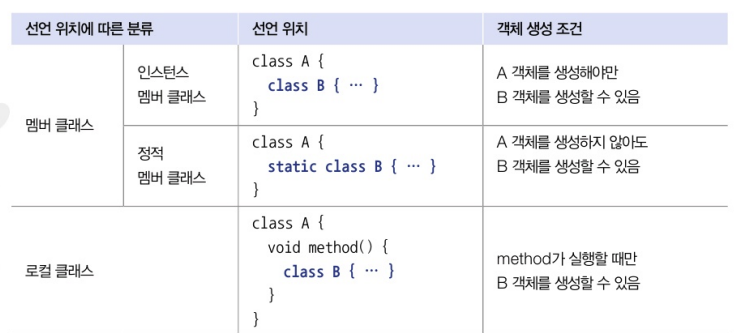 선언 위치에 따른 분류 선언 위치 객체 생성 조건
멤버 클래스
인스턴스
멤버 클래스
class A {
class B { … }
}
A 객체를 생성해야만
B 객체를 생성할 수 있음
정적
멤버 클래스
class A {
static class B { … }
}
A 객체를 생성하지 않아도
B 객체를 생성할 수 있음
로컬 클래스
class A {
void method() {
class B { … }
}
}
method가 실행할 때만
B 객체를 생성할 수 있음